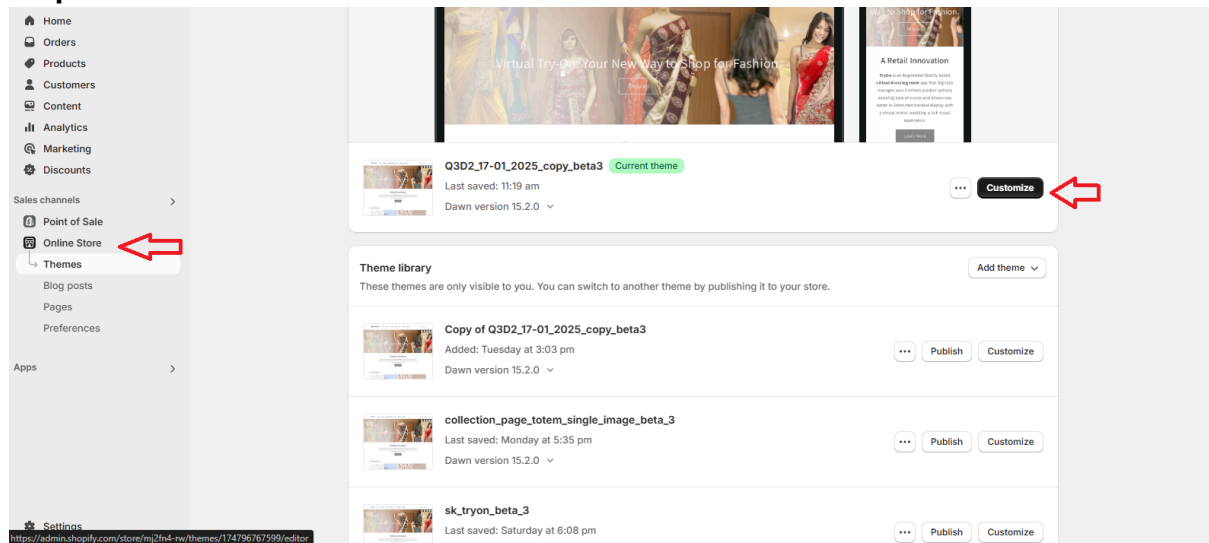 Home
Orders
Products
Customers
Content
Analytics
Marketing
Discounts
Sales channels
Point of Sale
Online Store
Themes
Blog posts
Pages
Preferences
Apps
Settings
https://admin.shopify.com/store/mj2fn4-rw/themes/174796767599/editor
Virtual Try-On: Your New Way to Shop for Fashion
A Retail Innovation
Q3D2_17-01_2025_copy_beta3 Current theme
Last saved: 11:19 am
Dawn version 15.2.0
Customize
Theme library
Add theme
These themes are only visible to you. You can switch to another theme by publishing it to your store.
Copy of Q3D2_17-01_2025_copy_beta3
Added: Tuesday at 3:03 pm
Dawn version 15.2.0
Publish Customize
collection_page_totem_single_image_beta_3
Last saved: Monday at 5:35 pm
Dawn version 15.2.0
Publish Customize
sk_tryon_beta_3
Last saved: Saturday at 6:08 pm
Publish Customize